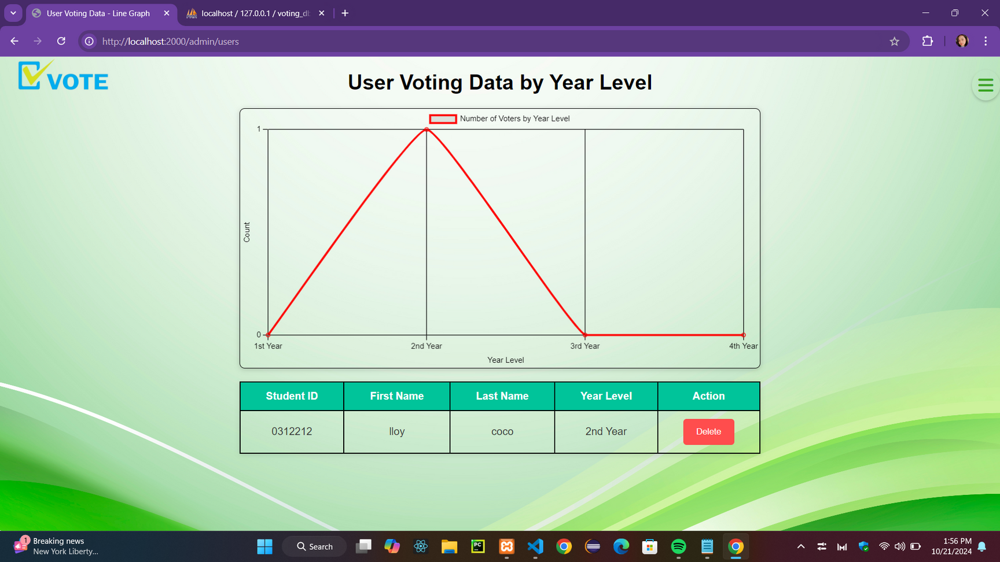 User Voting Data - Line Graph
localhost / 127.0.0.1 / voting_db
http://localhost:2000/admin/users
VOTE
User Voting Data by Year Level
Number of Voters by Year Level
1
Count
0
1st Year 2nd Year 3rd Year 4th Year
Year Level
Student ID First Name Last Name Year Level Action
0312212 lloy coco 2nd Year Delete
1
Breaking news
New York Liberty...
Search
PC
1:56 PM
10/21/2024